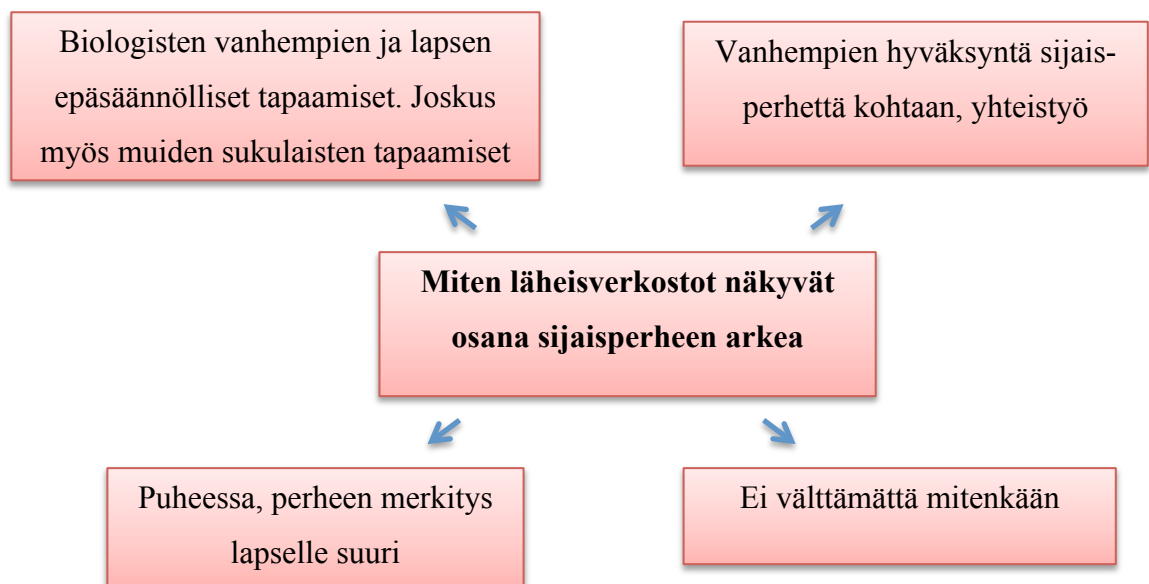 Biologisten vanhempien ja lapsen
epäsäännölliset tapaamiset. Joskus
myös muiden sukulaisten tapaamiset
Vanhempien hyväksyntä sijais-
perhettä kohtaan, yhteistyö
Miten läheisverkostot näkyvät
osana sijaisperheen arkea
Puheessa, perheen merkitys
lapselle suuri
Ei välttämättä mitenkään